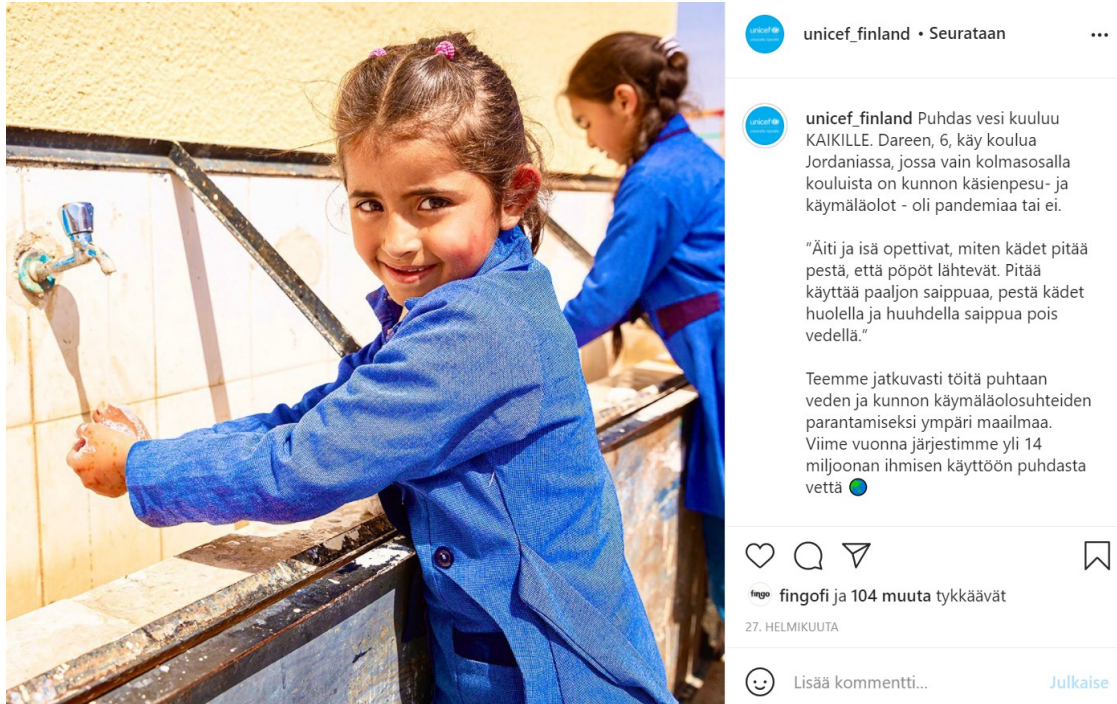 unicef
unicef_finland • Seurataan
unicef
unicef_finland Puhdas vesi kuuluu
KAIKILLE. Dareen, 6, käy koulua
Jordaniassa, jossa vain kolmasosalla
kouluista on kunnon käsienpesu- ja
käymäläolot - oli pandemiaa tai ei.
”Äiti ja isä opettivat, miten kädet pitää
pestä, että pöpöt lähtevät. Pitää
käyttää paaljon saippuaa, pestä kädet
huolella ja huuhdella saippua pois
vedellä.”
Teemme jatkuvasti töitä puhtaan
veden ja kunnon käymäläolosuhteiden
parantamiseksi ympäri maailmaa.
Viime vuonna järjestimme yli 14
miljoonan ihmisen käyttöön puhdasta
vettä 🌏
fingo fingofi ja 104 muuta tykkäävät
27. HELMIKUUTA
Lisää kommentti... Julkaise